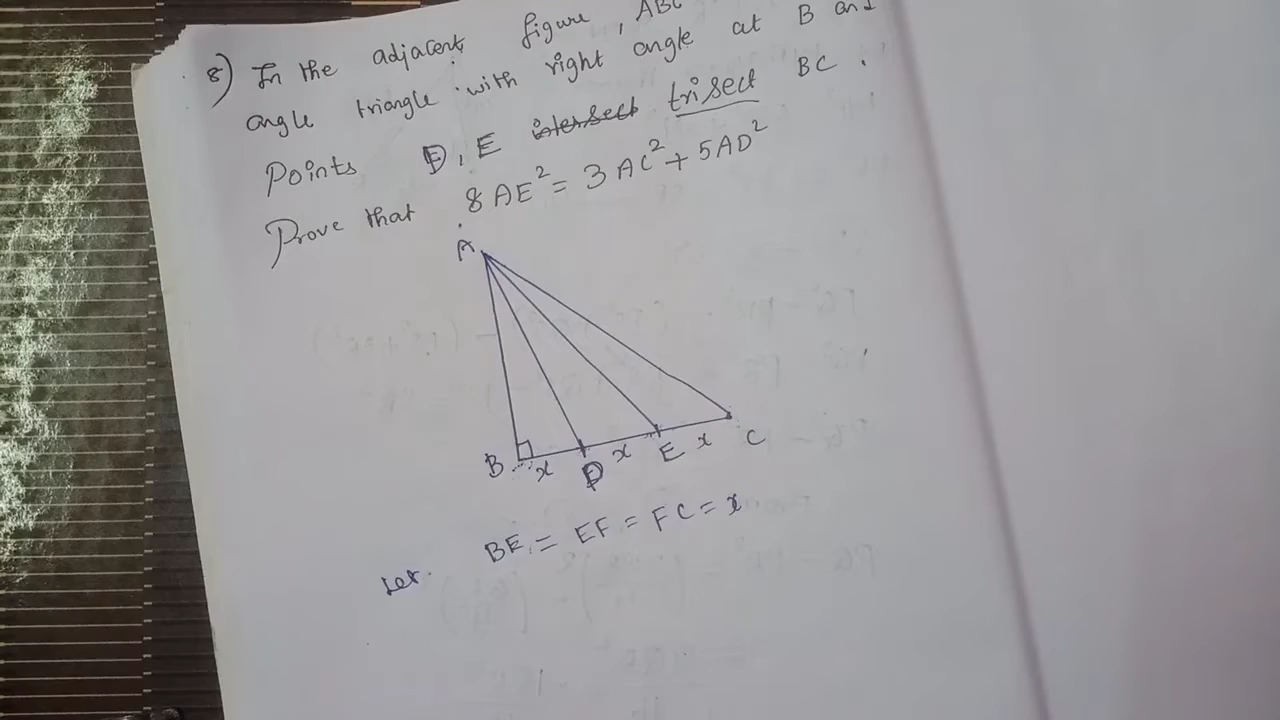 8) In the adjacent figure, ABC
angle triangle with right angle at B and
Points D, E intersect trisect BC.
Prove that 8AE² = 3AC² + 5AD²
A
B x D x E x C
Let BE = EF = FC = x